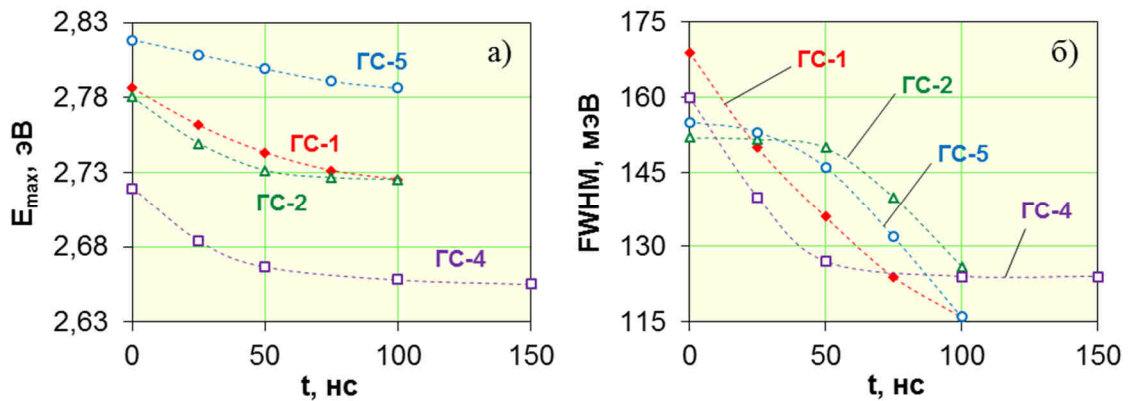 2,83
2,78
2,73
2,68
2,63
E_max, эВ
0
50
100
150
t, нс
а)
ГС-5
ГС-1
ГС-2
ГС-4
175
160
145
130
115
FWHM, мэВ
0
50
100
150
t, нс
б)
ГС-1
ГС-2
ГС-5
ГС-4